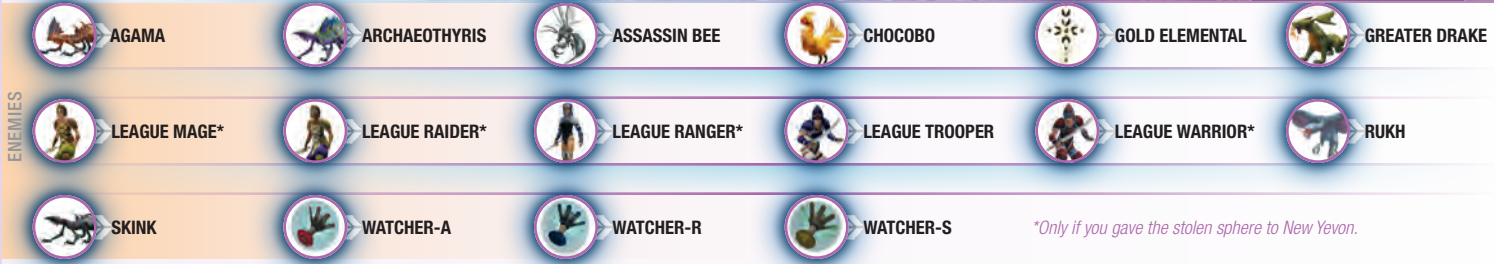 ENEMIES
AGAMA
ARCHAEOTHYRIS
ASSASSIN BEE
CHOCOBO
GOLD ELEMENTAL
GREATER DRAKE
LEAGUE MAGE*
LEAGUE RAIDER*
LEAGUE RANGER*
LEAGUE TROOPER
LEAGUE WARRIOR*
RUKH
SKINK
WATCHER-A
WATCHER-R
WATCHER-S
*Only if you gave the stolen sphere to New Yevon.